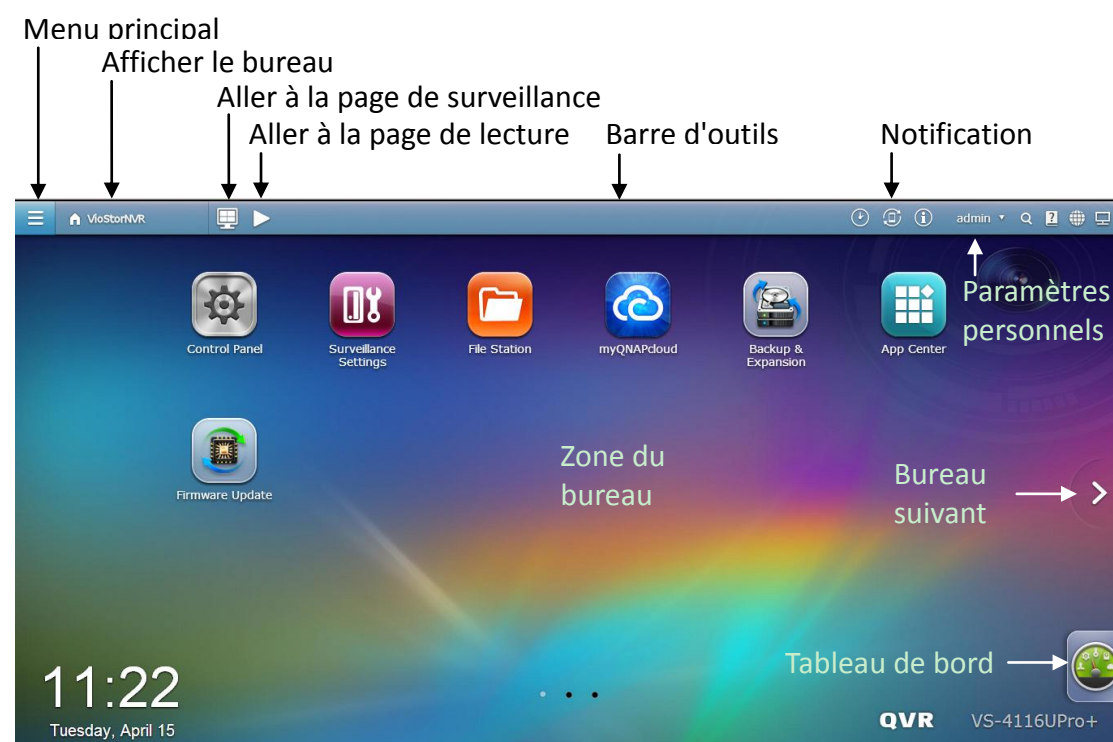 Menu principal
Afficher le bureau
Aller à la page de surveillance
Aller à la page de lecture
Barre d'outils
Notification
VioStorNVR
admin
?
Paramètres
personnels
Control Panel
Surveillance
Settings
File Station
myQNAPcloud
Backup &
Expansion
App Center
Firmware Update
Zone du
bureau
Bureau
suivant
Tableau de bord
11:22
Tuesday, April 15
QVR
VS-4116UPro+